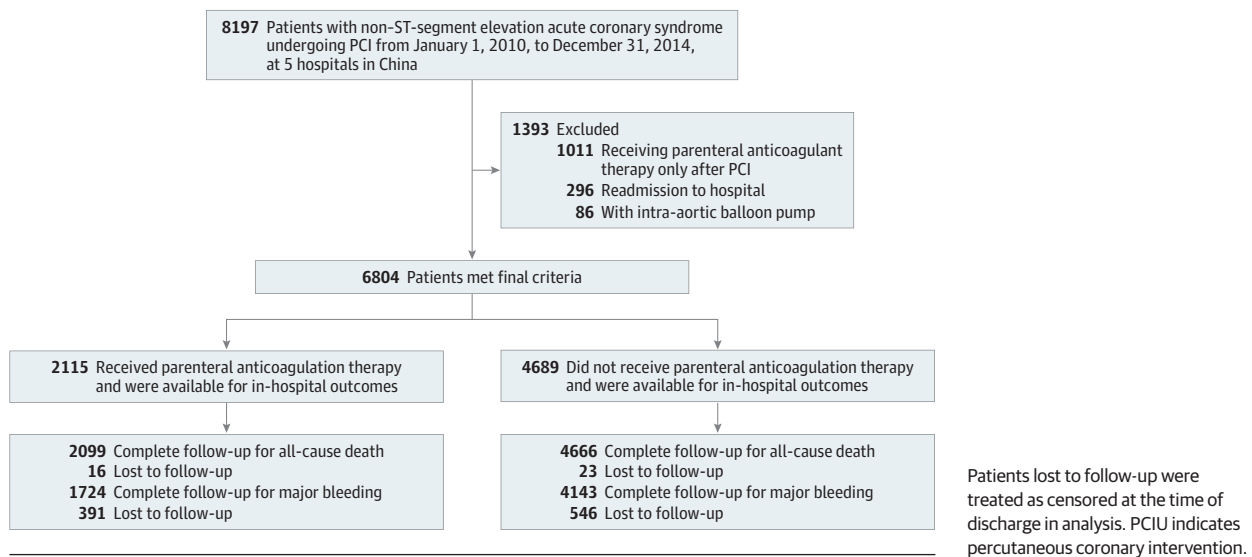 8197 Patients with non-ST-segment elevation acute coronary syndrome
undergoing PCI from January 1, 2010, to December 31, 2014,
at 5 hospitals in China
1393 Excluded
1011 Receiving parenteral anticoagulant
therapy only after PCI
296 Readmission to hospital
86 With intra-aortic balloon pump
6804 Patients met final criteria
2115 Received parenteral anticoagulation therapy
and were available for in-hospital outcomes
4689 Did not receive parenteral anticoagulation therapy
and were available for in-hospital outcomes
2099 Complete follow-up for all-cause death
16 Lost to follow-up
1724 Complete follow-up for major bleeding
391 Lost to follow-up
4666 Complete follow-up for all-cause death
23 Lost to follow-up
4143 Complete follow-up for major bleeding
546 Lost to follow-up
Patients lost to follow-up were
treated as censored at the time of
discharge in analysis. PCIU indicates
percutaneous coronary intervention.